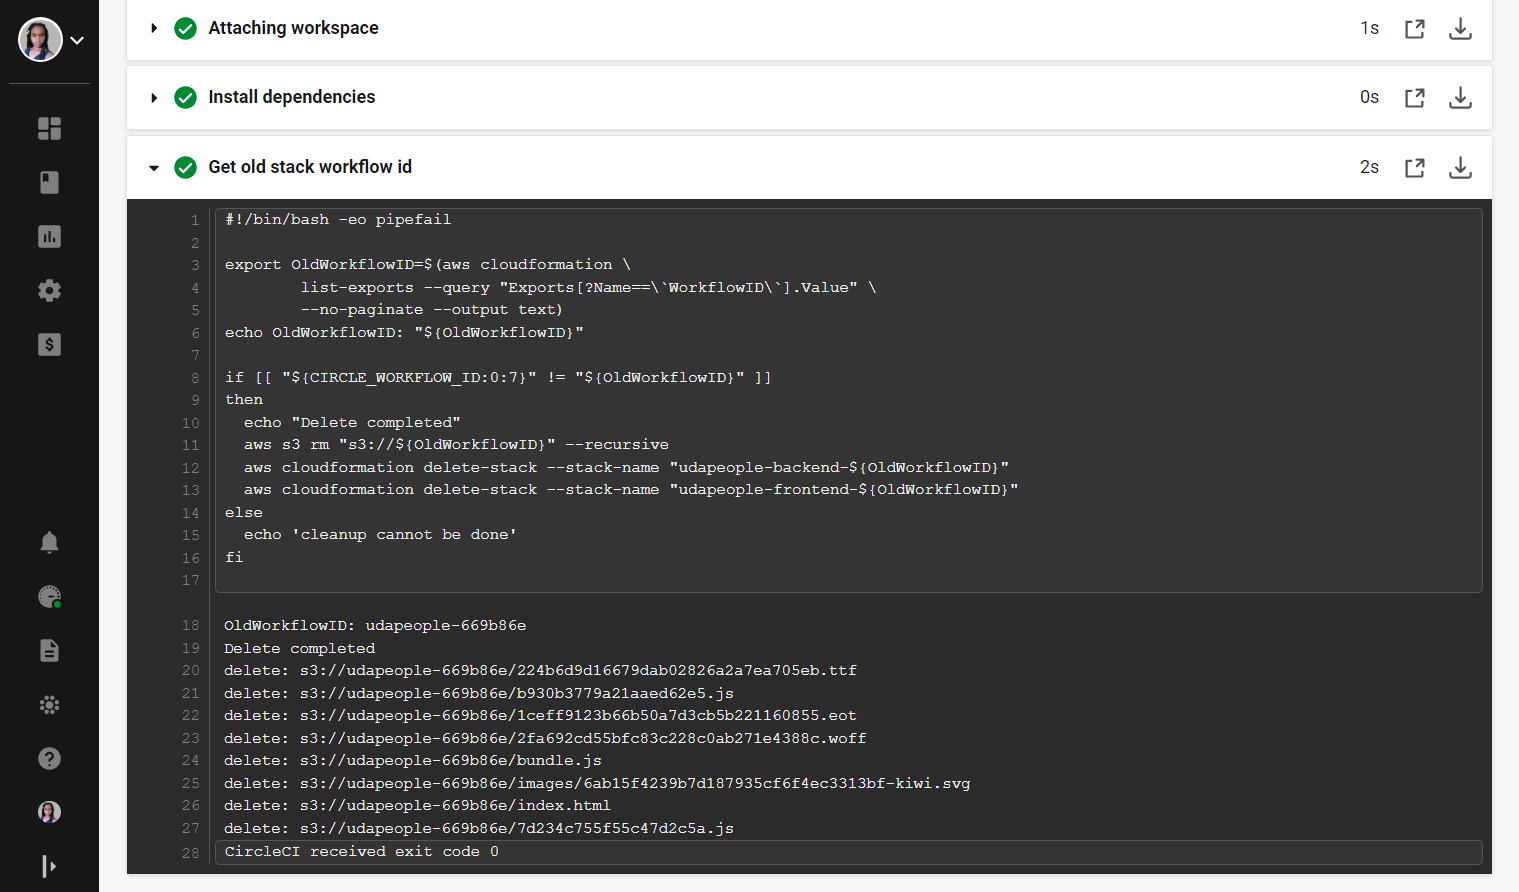 Attaching workspace 1s
Install dependencies 0s
Get old stack workflow id 2s
1 #!/bin/bash -eo pipefail
2
3 export OldWorkflowID=$(aws cloudformation \
4         list-exports --query "Exports[?Name==\`WorkflowID\`].Value" \
5         --no-paginate --output text)
6 echo OldWorkflowID: "${OldWorkflowID}"
7
8 if [[ "${CIRCLE_WORKFLOW_ID:0:7}" != "${OldWorkflowID}" ]]
9 then
10   echo "Delete completed"
11   aws s3 rm "s3://${OldWorkflowID}" --recursive
12   aws cloudformation delete-stack --stack-name "udapeople-backend-${OldWorkflowID}"
13   aws cloudformation delete-stack --stack-name "udapeople-frontend-${OldWorkflowID}"
14 else
15   echo 'cleanup cannot be done'
16 fi
17
18 OldWorkflowID: udapeople-669b86e
19 Delete completed
20 delete: s3://udapeople-669b86e/224b6d9d16679dab02826a2a7ea705eb.ttf
21 delete: s3://udapeople-669b86e/b930b3779a21aaed62e5.js
22 delete: s3://udapeople-669b86e/1ceff9123b66b50a7d3cb5b221160855.eot
23 delete: s3://udapeople-669b86e/2fa692cd55bfc83c228c0ab271e4388c.woff
24 delete: s3://udapeople-669b86e/bundle.js
25 delete: s3://udapeople-669b86e/images/6ab15f4239b7d187935cf6f4ec3313bf-kiwi.svg
26 delete: s3://udapeople-669b86e/index.html
27 delete: s3://udapeople-669b86e/7d234c755f55c47d2c5a.js
28 CircleCI received exit code 0